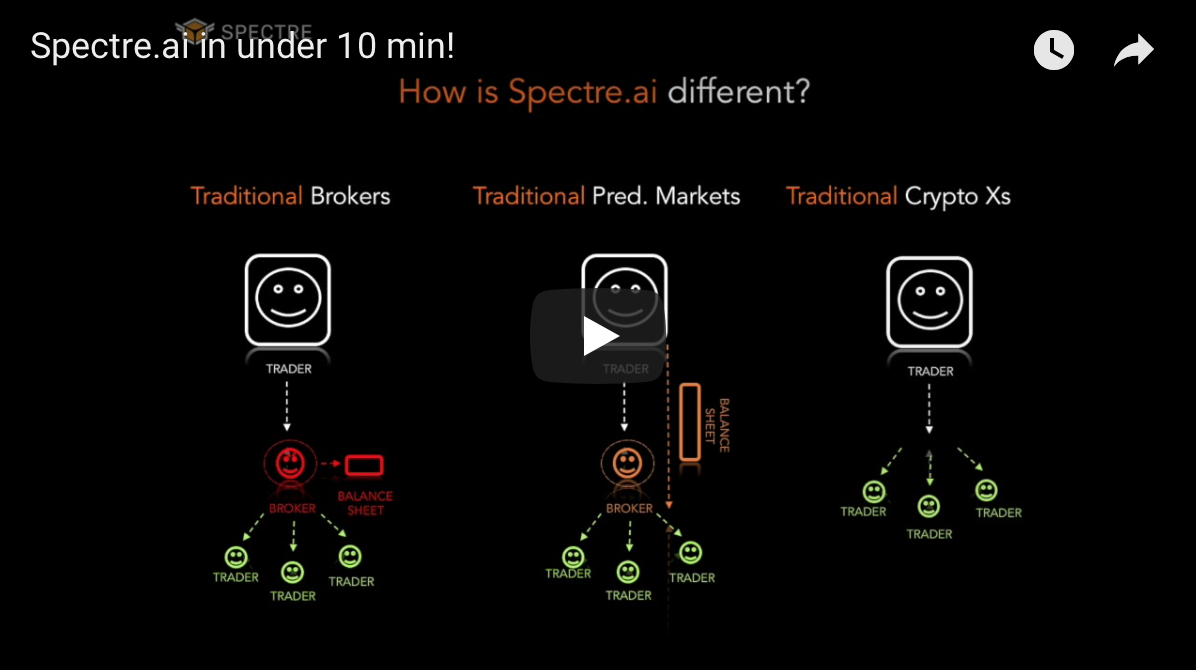 SPECTRE
Spectre.ai in under 10 min!
How is Spectre.ai different?
Traditional Brokers
Traditional Pred. Markets
Traditional Crypto Xs
TRADER
TRADER
TRADER
BALANCE
SHEET
BROKER
BALANCE
SHEET
BROKER
TRADER
TRADER
TRADER
TRADER
TRADER
TRADER
TRADER
TRADER
TRADER